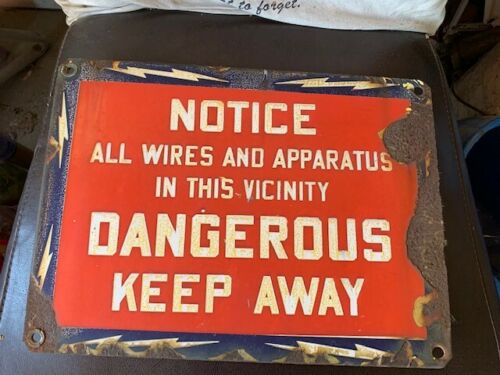 to forget.
NOTICE
ALL WIRES AND APPARATUS
IN THIS VICINITY
DANGEROUS
KEEP AWAY